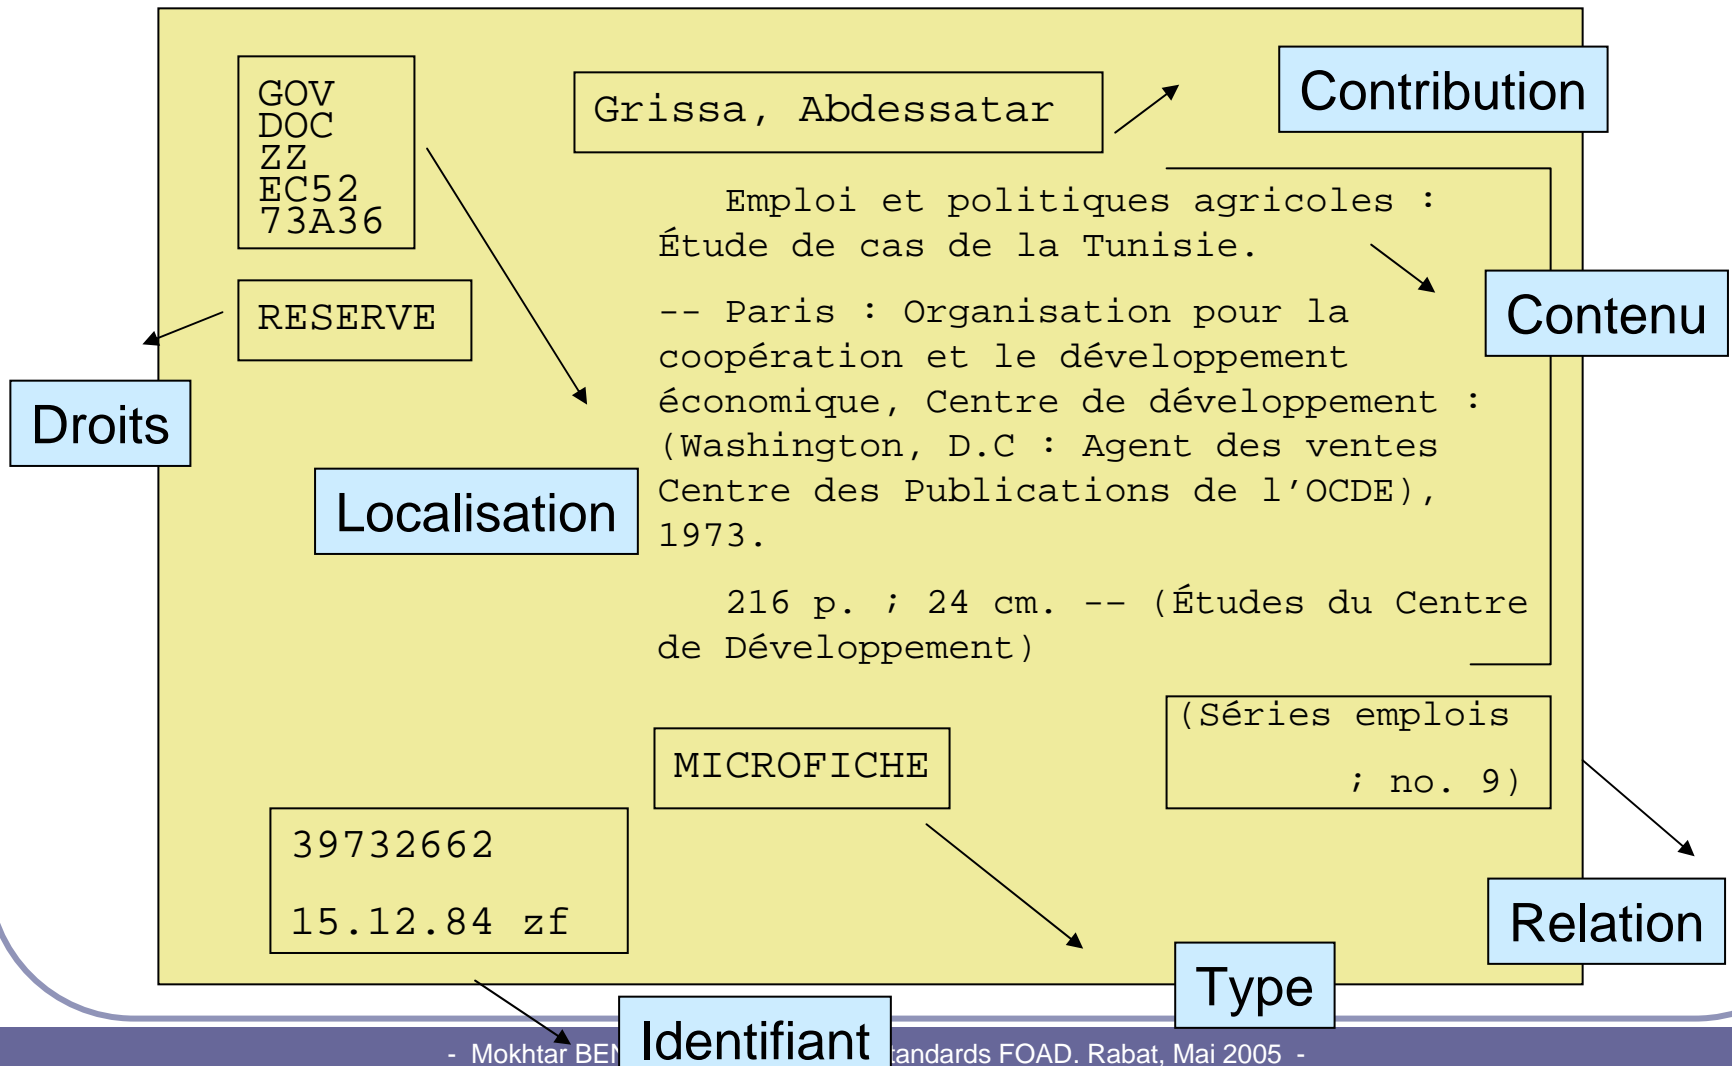 GOV
DOC
ZZ
EC52
73A36
Grissa, Abdessatar
Contribution
Emploi et politiques agricoles :
Étude de cas de la Tunisie.
Contenu
RESERVE
-- Paris : Organisation pour la
coopération et le développement
économique, Centre de développement :
(Washington, D.C : Agent des ventes
Centre des Publications de l'OCDE),
1973.
Droits
Localisation
216 p. ; 24 cm. -- (Études du Centre
de Développement)
(Séries emplois
; no. 9)
MICROFICHE
39732662
15.12.84 zf
Relation
Type
Identifiant
- Mokhtar BEN tandards FOAD. Rabat, Mai 2005 -